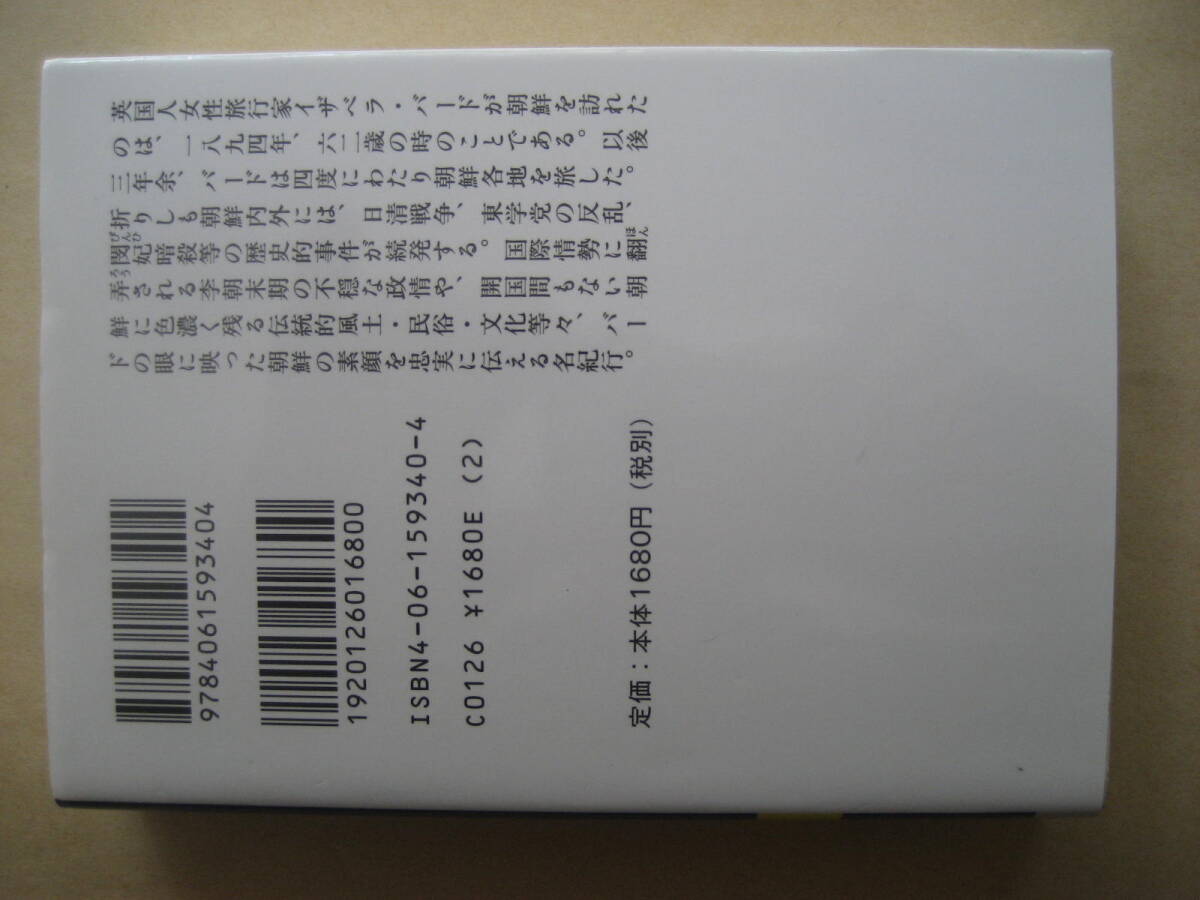 英国人女性旅行家イザベラ・バードが朝鮮を訪れた
のは、一八九四年、六二歳の時のことである。以後
三年余、バードは四度にわたり朝鮮各地を旅した。
折りしも朝鮮内外には、日清戦争、東学党の反乱、
閔妃暗殺等の歴史的事件が続発する。国際情勢に翻
びんひ
ほん
弄される李朝末期の不穏な政情や、開国間もない朝
ろう
鮮に色濃く残る伝統的風土・民俗・文化等々、バー
ドの眼に映った朝鮮の素顔を忠実に伝える名紀行。
9784061593404
1920126016800
ISBN4-06-159340-4
C0126 ¥1680E (2)
定価：本体1680円（税別）